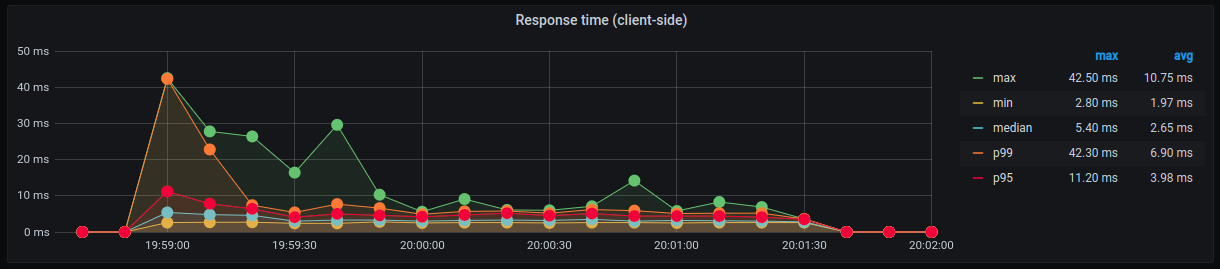 Response time (client-side)
50 ms
40 ms
30 ms
20 ms
10 ms
0 ms
19:59:00 19:59:30 20:00:00 20:00:30 20:01:00 20:01:30 20:02:00
max avg
max 42.50 ms 10.75 ms
min 2.80 ms 1.97 ms
median 5.40 ms 2.65 ms
p99 42.30 ms 6.90 ms
p95 11.20 ms 3.98 ms